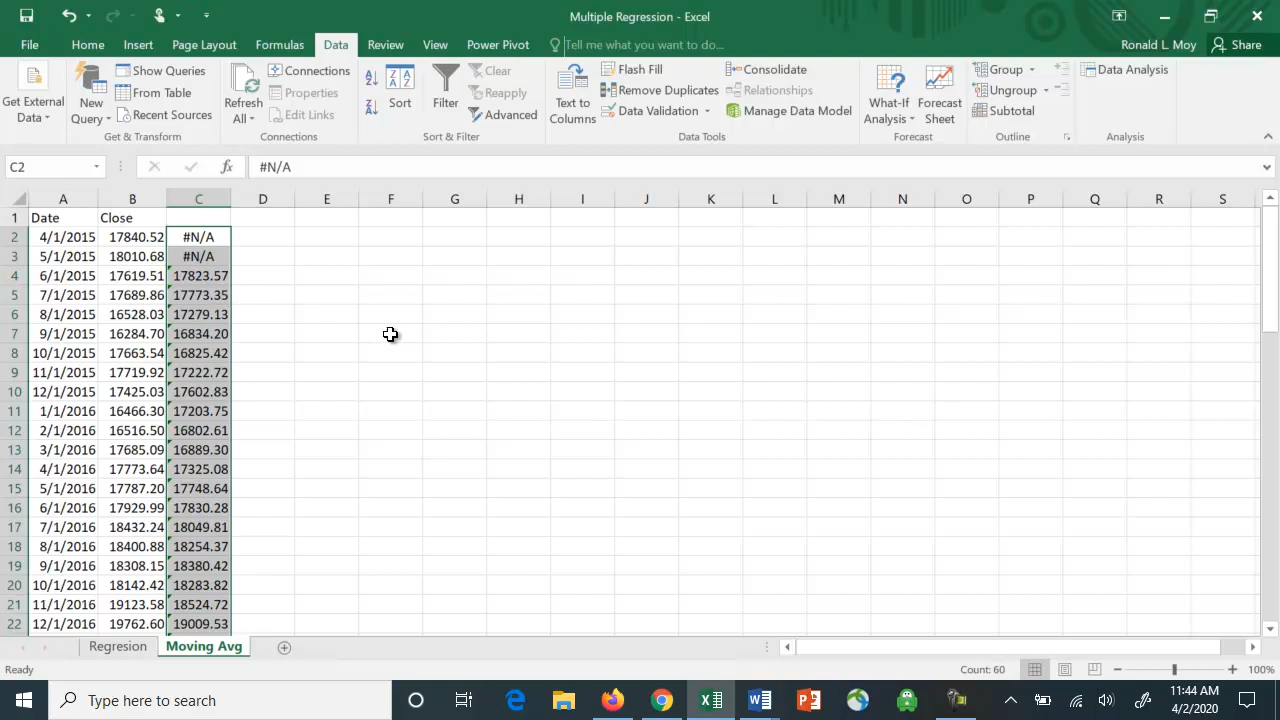 Multiple Regression - Excel
File Home Insert Page Layout Formulas Data Review View Power Pivot Tell me what you want to do... Ronald L. Moy Share
Get External Data
New Query
Show Queries
From Table
Recent Sources
Get & Transform
Refresh All
Connections
Properties
Edit Links
Connections
Sort
Filter
Clear
Reapply
Advanced
Sort & Filter
Text to Columns
Flash Fill
Remove Duplicates
Data Validation
Consolidate
Relationships
Manage Data Model
Data Tools
What-If Analysis
Forecast Sheet
Forecast
Group
Ungroup
Subtotal
Outline
Data Analysis
Analysis
C2 fx #N/A
A B C D E F G H I J K L M N O P Q R S
1 Date Close
2 4/1/2015 17840.52 #N/A
3 5/1/2015 18010.68 #N/A
4 6/1/2015 17619.51 17823.57
5 7/1/2015 17689.86 17773.35
6 8/1/2015 16528.03 17279.13
7 9/1/2015 16284.70 16834.20
8 10/1/2015 17663.54 16825.42
9 11/1/2015 17719.92 17222.72
10 12/1/2015 17425.03 17602.83
11 1/1/2016 16466.30 17203.75
12 2/1/2016 16516.50 16802.61
13 3/1/2016 17685.09 16889.30
14 4/1/2016 17773.64 17325.08
15 5/1/2016 17787.20 17748.64
16 6/1/2016 17929.99 17830.28
17 7/1/2016 18432.24 18049.81
18 8/1/2016 18400.88 18254.37
19 9/1/2016 18308.15 18380.42
20 10/1/2016 18142.42 18283.82
21 11/1/2016 19123.58 18524.72
22 12/1/2016 19762.60 19009.53
Regresion Moving Avg
Ready Count: 60 100%
Type here to search
11:44 AM
4/2/2020